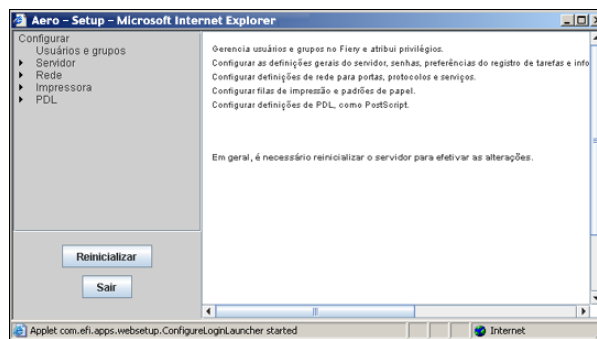 Aero - Setup - Microsoft Internet Explorer
Configurar
Usuários e grupos
Servidor
Rede
Impressora
PDL
Gerencia usuários e grupos no Fiery e atribui privilégios.
Configurar as definições gerais do servidor, senhas, preferências do registro de tarefas e info
Configurar definições de rede para portas, protocolos e serviços.
Configurar filas de impressão e padrões de papel.
Configurar definições de PDL, como PostScript.
Em geral, é necessário reinicializar o servidor para efetivar as alterações.
Reinicializar
Sair
Applet com.efi.apps.websetup.ConfigureLoginLauncher started
Internet